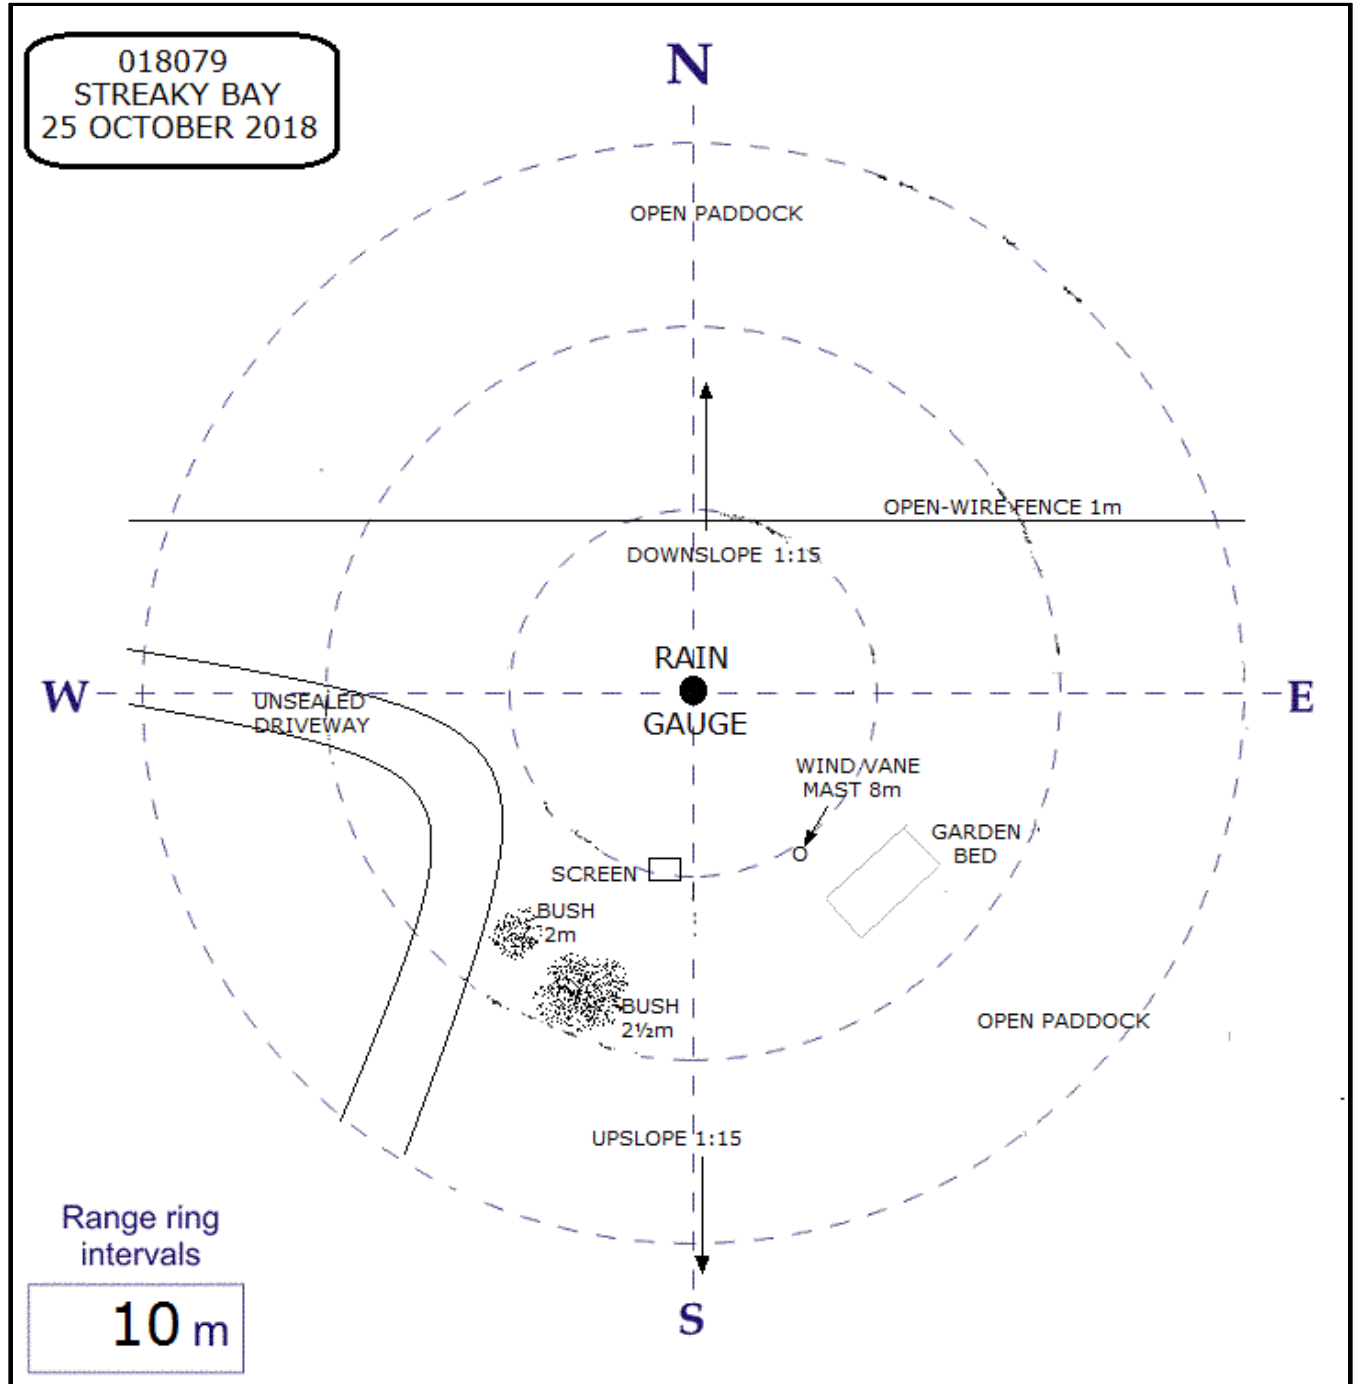 018079
STREAKY BAY
25 OCTOBER 2018
N
OPEN PADDOCK
OPEN-WIRE FENCE 1m
DOWNSLOPE 1:15
RAIN
GAUGE
W
E
UNSEALED
DRIVEWAY
WIND VANE
MAST 8m
GARDEN
BED
SCREEN
BUSH
2m
BUSH
2½m
OPEN PADDOCK
UPSLOPE 1:15
S
Range ring
intervals
10 m